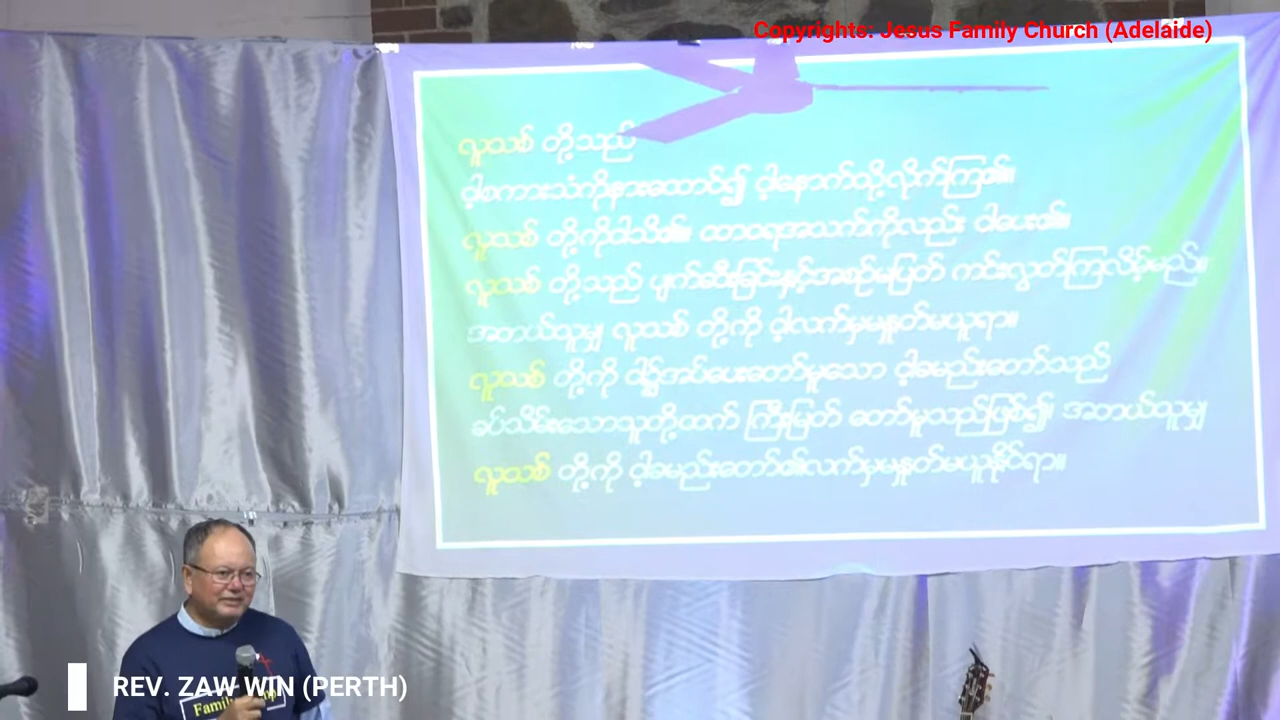 Copyrights: Jesus Family Church (Adelaide)
လူသစ် တို့သည်
ငါ့စကားသံကိုနားထောင်၍ ငါ့နောက်သို့လိုက်ကြ၏။
လူသစ် တို့ကိုငါသိ၏။ ထာဝရအသက်ကိုလည်း ငါပေး၏။
လူသစ် တို့သည် ပျက်ဆီးခြင်းနှင့်အစဉ်မပြတ် ကင်းလွတ်ကြလိမ့်မည်။
အဘယ်သူမျှ လူသစ် တို့ကို ငါ့လက်မှမနှုတ်မယူရာ။
လူသစ် တို့ကို ငါ၌အပ်ပေးတော်မူသော ငါ့ခမည်းတော်သည်
ခပ်သိမ်းသောသူတို့ထက် ကြီးမြတ် တော်မူသည်ဖြစ်၍၊ အဘယ်သူမျှ
လူသစ် တို့ကို ငါ့ခမည်းတော်၏လက်မှမနှုတ်မယူနိုင်ရာ။
REV. ZAW WIN (PERTH)